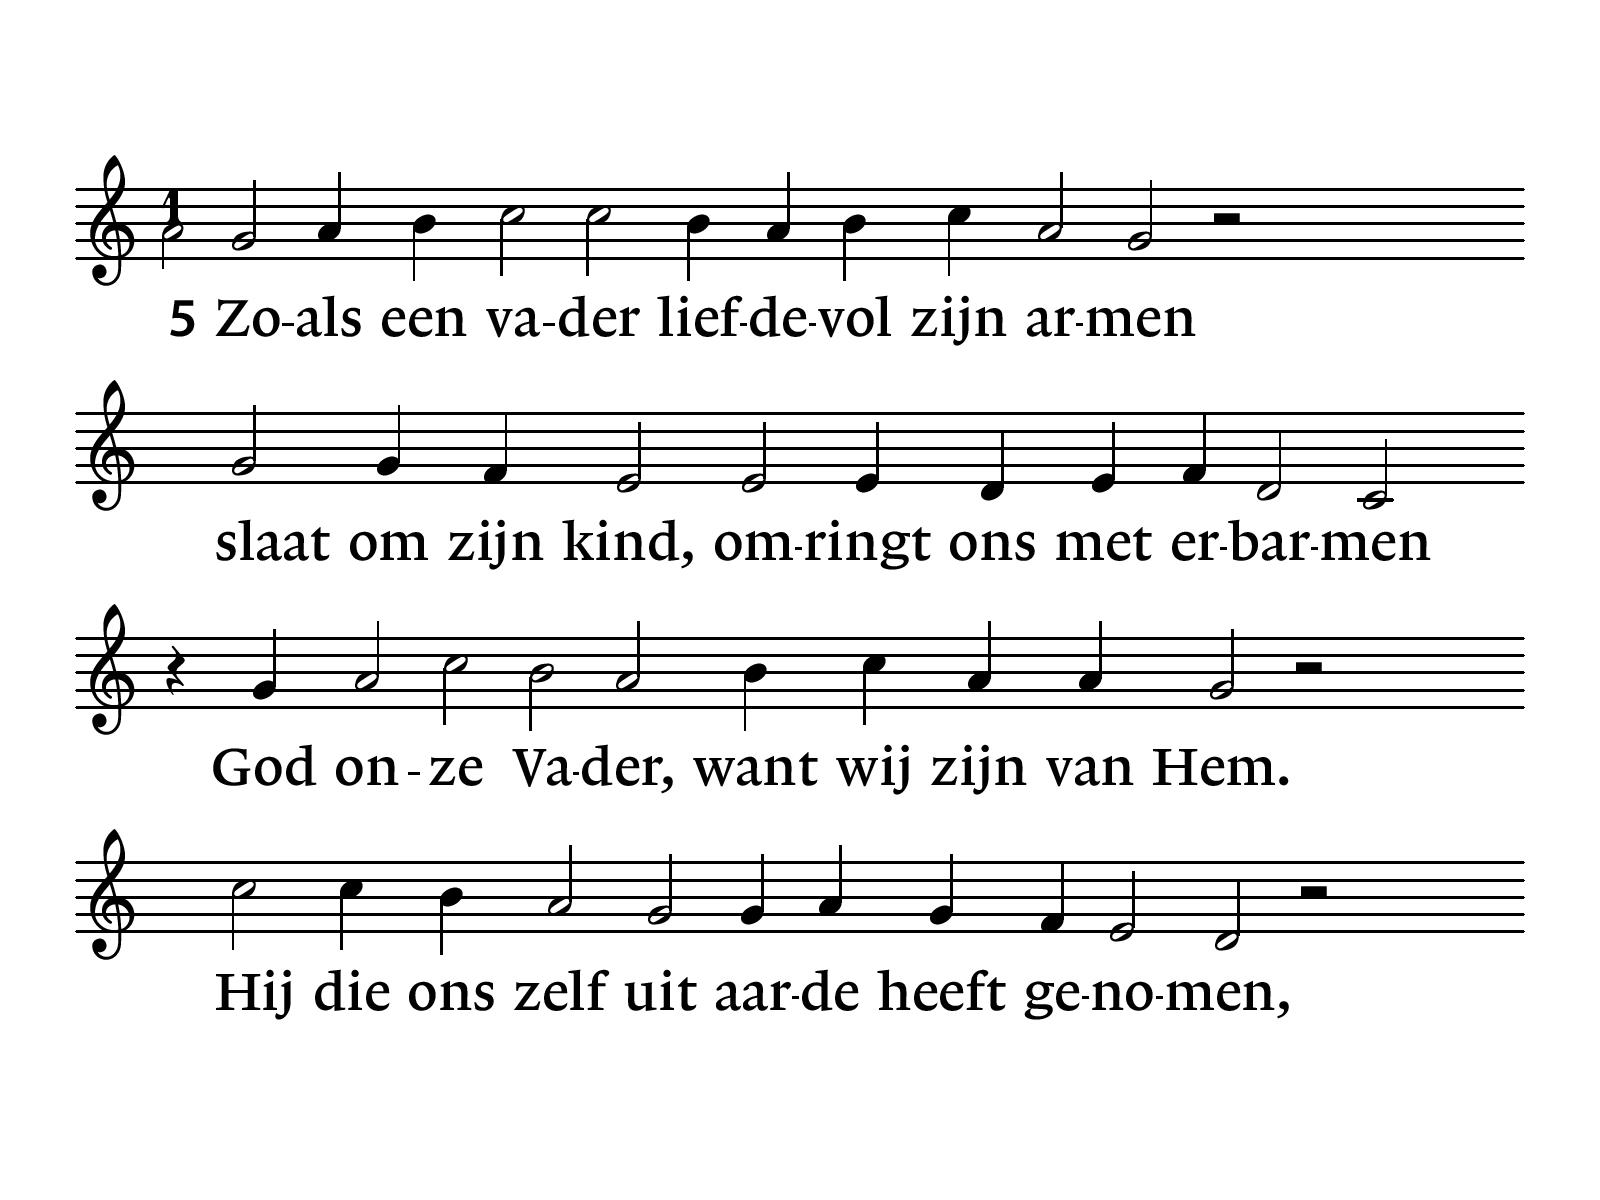 1
5 Zo-als een va-der lief-de-vol zijn ar-men
slaat om zijn kind, om-ringt ons met er-bar-men
God on-ze Va-der, want wij zijn van Hem.
Hij die ons zelf uit aar-de heeft ge-no-men,